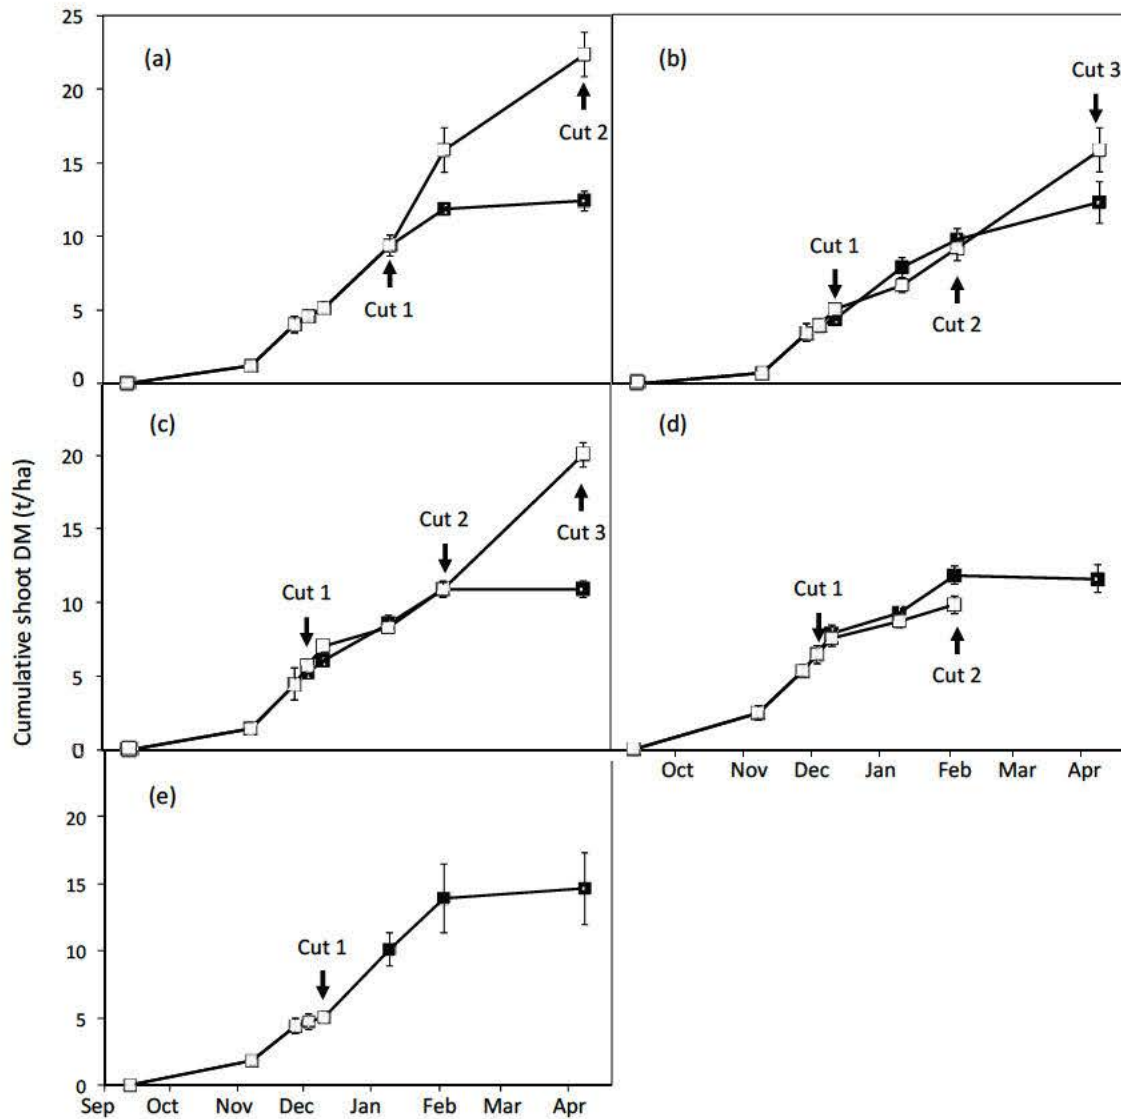 25
(a)
(b)
Cut 3
20
Cut 2
15
10
Cut 1
Cut 1
5
Cut 2
0
(c)
(d)
Cumulative shoot DM (t/ha)
20
Cut 2
Cut 3
15
Cut 1
Cut 1
10
5
Cut 2
0
Oct Nov Dec Jan Feb Mar Apr
(e)
20
15
Cut 1
10
5
0
Sep Oct Nov Dec Jan Feb Mar Apr